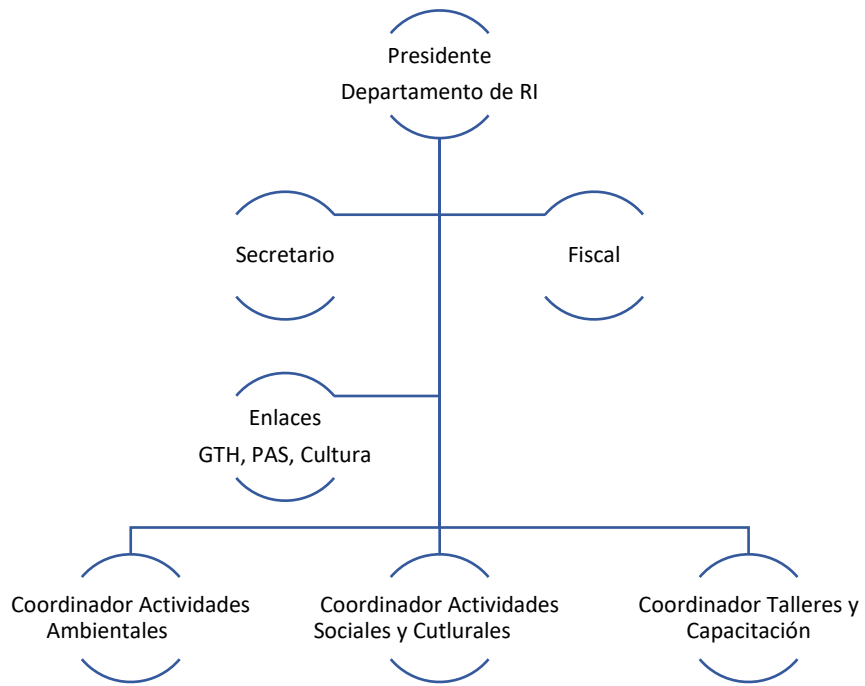 Presidente
Departamento de RI
Secretario
Fiscal
Enlaces
GTH, PAS, Cultura
Coordinador Actividades
Ambientales
Coordinador Actividades
Sociales y Cutlurales
Coordinador Talleres y
Capacitación